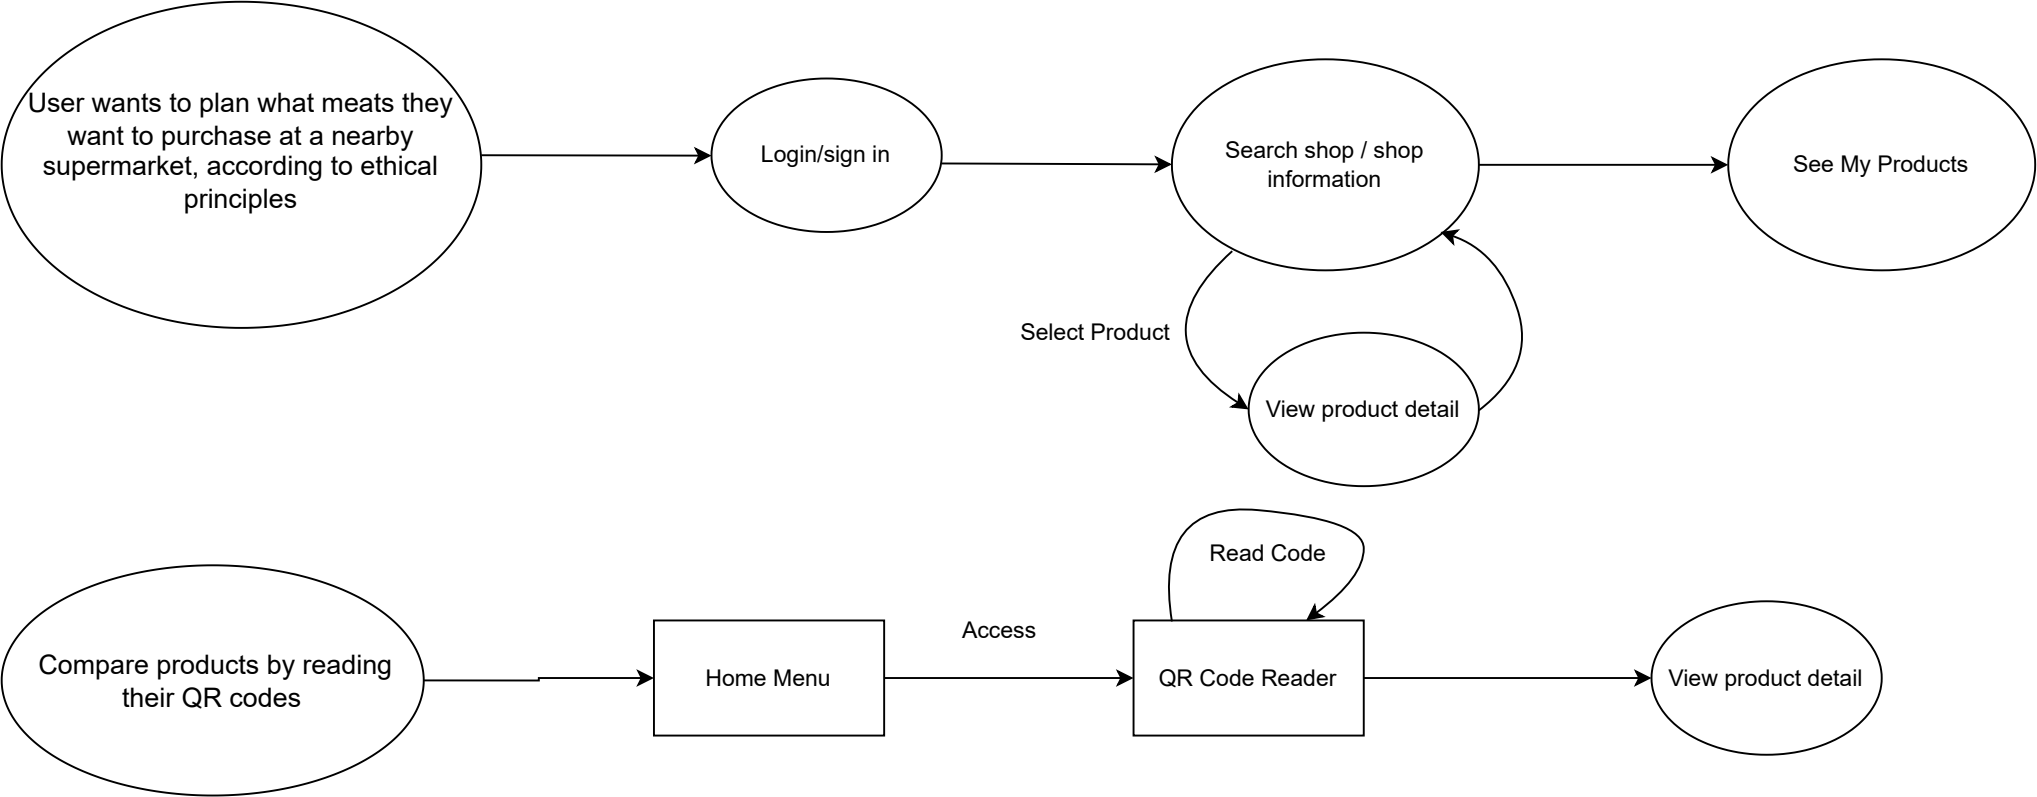 User wants to plan what meats they
want to purchase at a nearby
supermarket, according to ethical
principles
Login/sign in
Search shop / shop
information
See My Products
Select Product
View product detail
Read Code
Compare products by reading
their QR codes
Home Menu
Access
QR Code Reader
View product detail